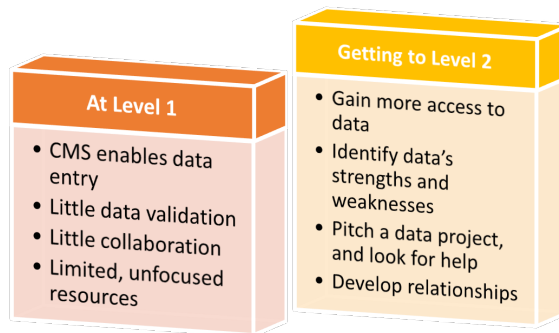 At Level 1
• CMS enables data
entry
• Little data validation
• Little collaboration
• Limited, unfocused
resources
Getting to Level 2
• Gain more access to
data
• Identify data's
strengths and
weaknesses
• Pitch a data project,
and look for help
• Develop relationships